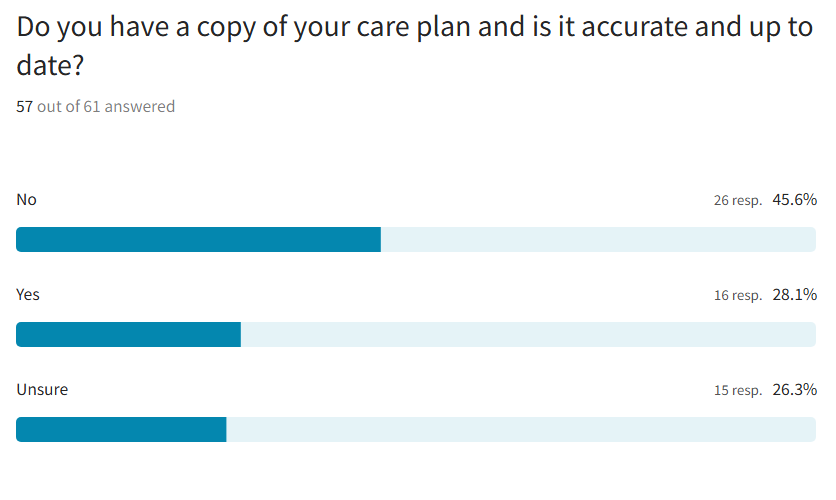 Do you have a copy of your care plan and is it accurate and up to
date?
57 out of 61 answered
No 26 resp. 45.6%
Yes 16 resp. 28.1%
Unsure 15 resp. 26.3%